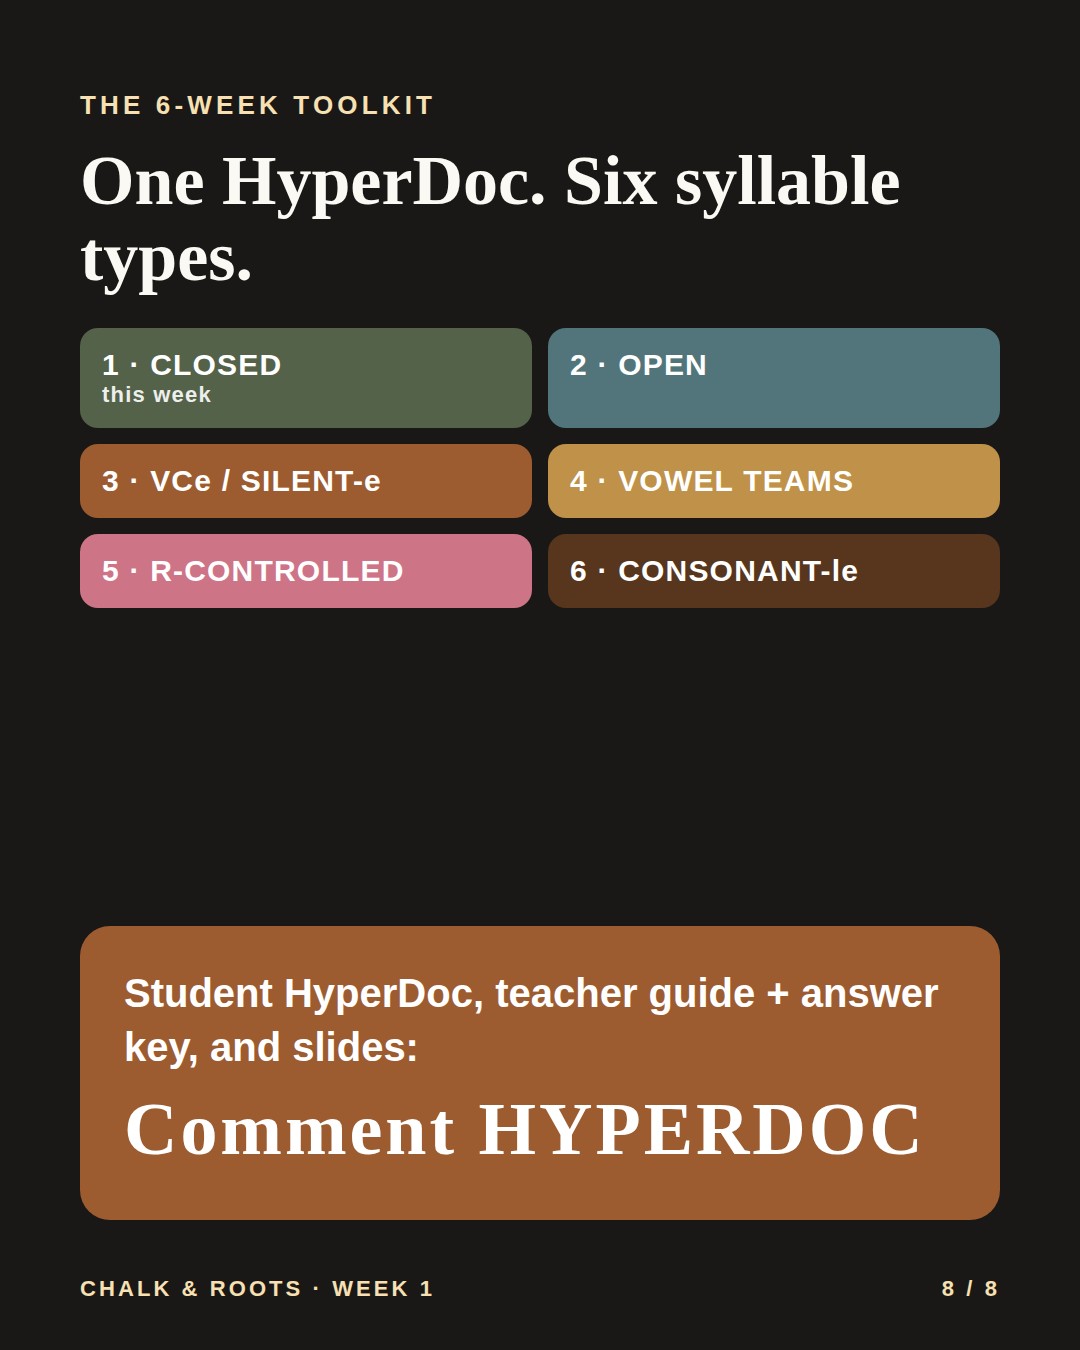 THE 6-WEEK TOOLKIT
One HyperDoc. Six syllable
types.
1 · CLOSED
this week
2 · OPEN
3 · VCe / SILENT-e
4 · VOWEL TEAMS
5 · R-CONTROLLED
6 · CONSONANT-le
Student HyperDoc, teacher guide + answer
key, and slides:
Comment HYPERDOC
CHALK & ROOTS · WEEK 1
8 / 8